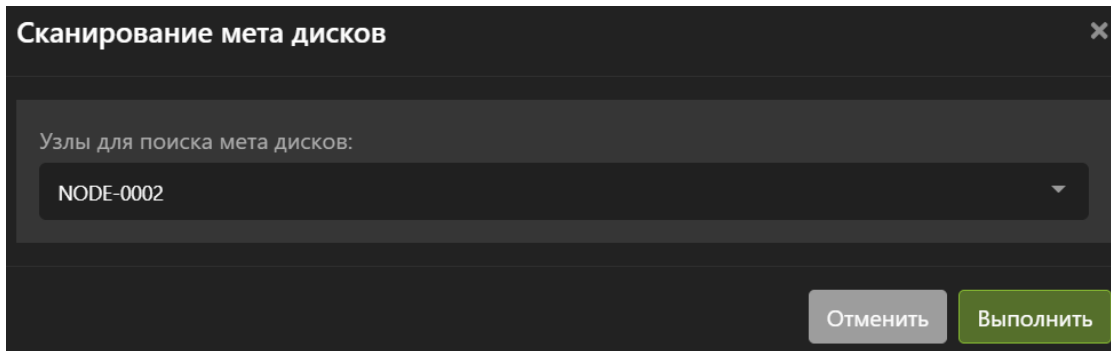 Сканирование мета дисков
Узлы для поиска мета дисков:
NODE-0002
Отменить Выполнить